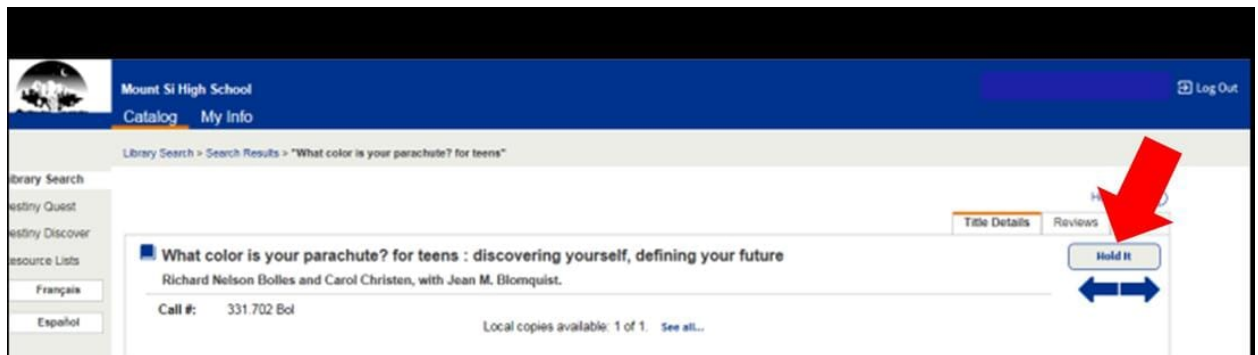 Mount Si High School
Log Out
Catalog My Info
Library Search > Search Results > "What color is your parachute? for teens"
ibrary Search
estiny Quest
estiny Discover
esource Lists
Français
Español
Title Details Reviews
What color is your parachute? for teens : discovering yourself, defining your future
Hold It
Richard Nelson Bolles and Carol Christen, with Jean M. Blomquist.
Call #: 331.702 Bol
Local copies available: 1 of 1. See all...